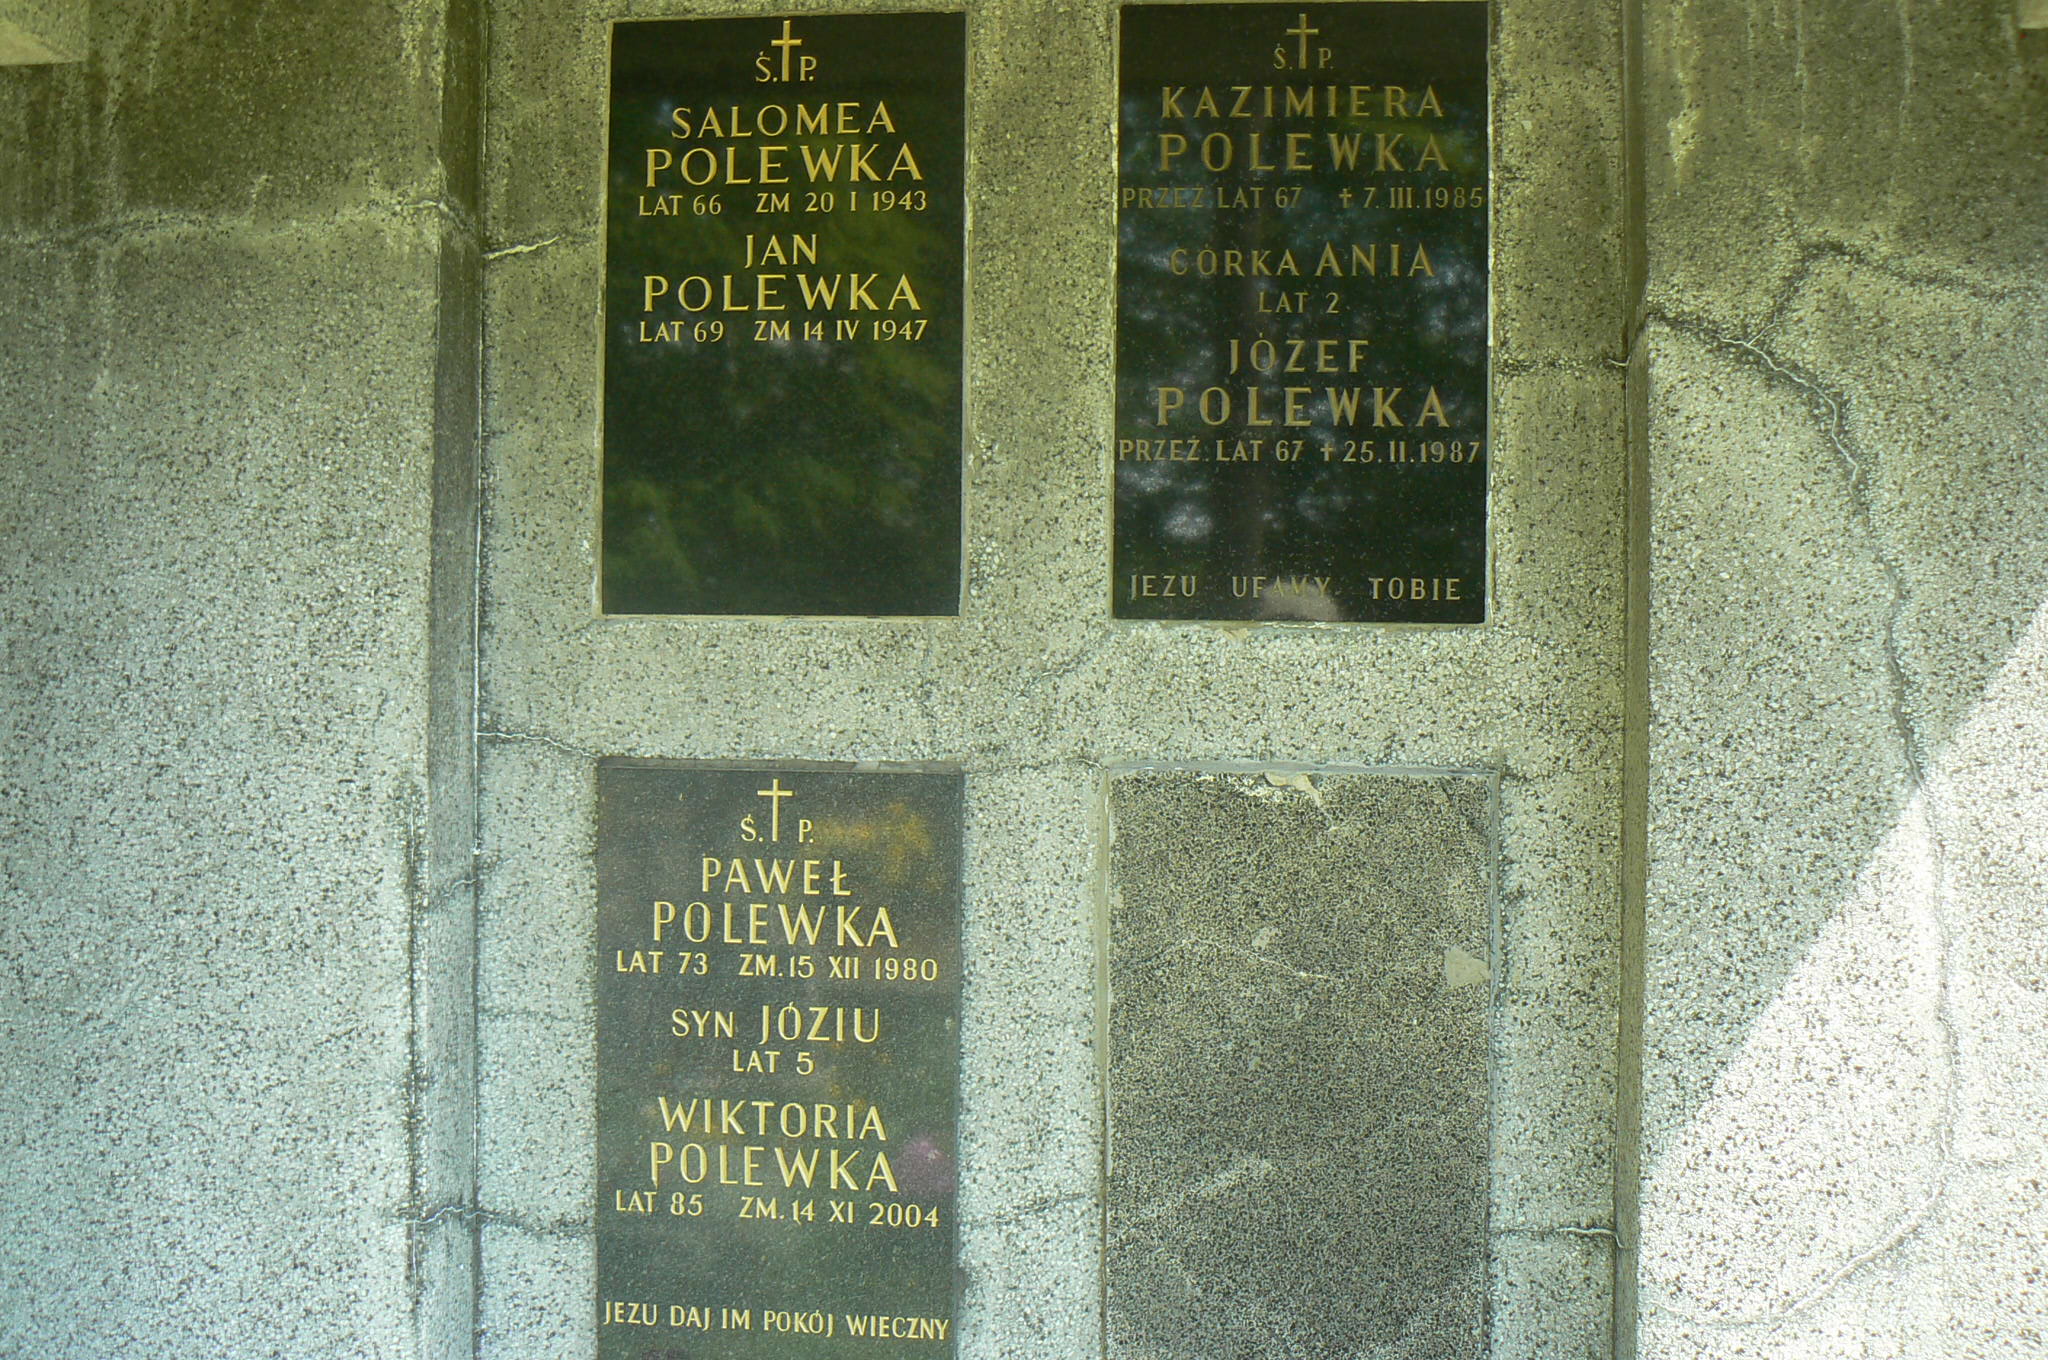 Ś. P.
SALOMEA
POLEWKA
LAT 66 ZM 20 I 1943
JAN
POLEWKA
LAT 69 ZM 14 IV 1947
Ś. P.
KAZIMIERA
POLEWKA
PRZEŻ. LAT 67 ✝ 7. III. 1985
CÓRKA ANIA
LAT 2
JÓZEF
POLEWKA
PRZEŻ. LAT 67 ✝ 25. II. 1987
JEZU UFAMY TOBIE
Ś. P.
PAWEŁ
POLEWKA
LAT 73 ZM. 15 XII 1980
SYN JÓZIU
LAT 5
WIKTORIA
POLEWKA
LAT 85 ZM. 14 XI 2004
JEZU DAJ IM POKÓJ WIECZNY